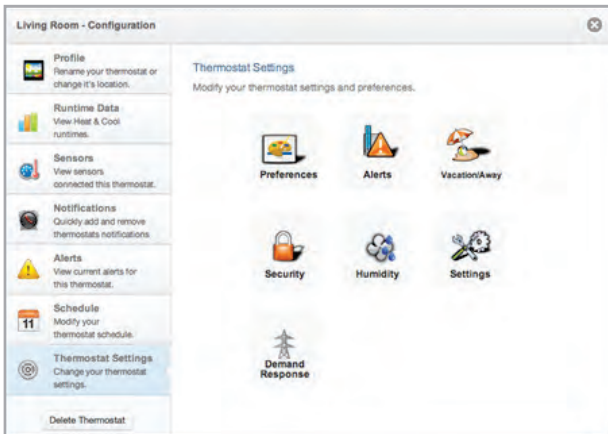 Living Room - Configuration
Profile
Rename your thermostat or
change it's location.
Runtime Data
View Heat & Cool
runtimes.
Sensors
View sensors
connected this thermostat.
Notifications
Quickly add and remove
thermostats notifications
Alerts
View current alerts for
this thermostat.
11
Schedule
Modify your
thermostat schedule.
Thermostat Settings
Change your thermostat
settings.
Delete Thermostat
Thermostat Settings
Modify your thermostat settings and preferences.
Preferences
Alerts
Vacation/Away
Security
Humidity
Settings
Demand
Response